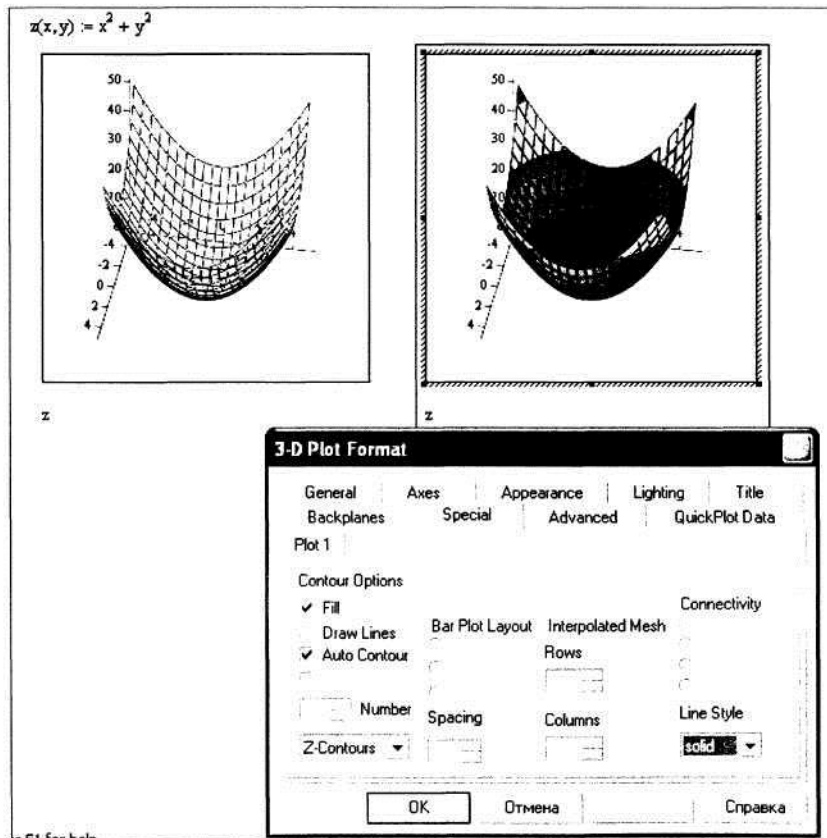 z(x,y) := x² + y²
50
40
30
20
10
0
-4
-2
0
2
4
z
50
40
30
20
-4
-2
0
2
4
z
3-D Plot Format
General Axes Appearance Lighting Title
Backplanes Special Advanced QuickPlot Data
Plot 1
Contour Options
Fill
Draw Lines
Auto Contour
Bar Plot Layout
Interpolated Mesh
Rows
Connectivity
Number
Spacing
Columns
Line Style
Z-Contours
solid
OK Отмена Справка
F1 for help